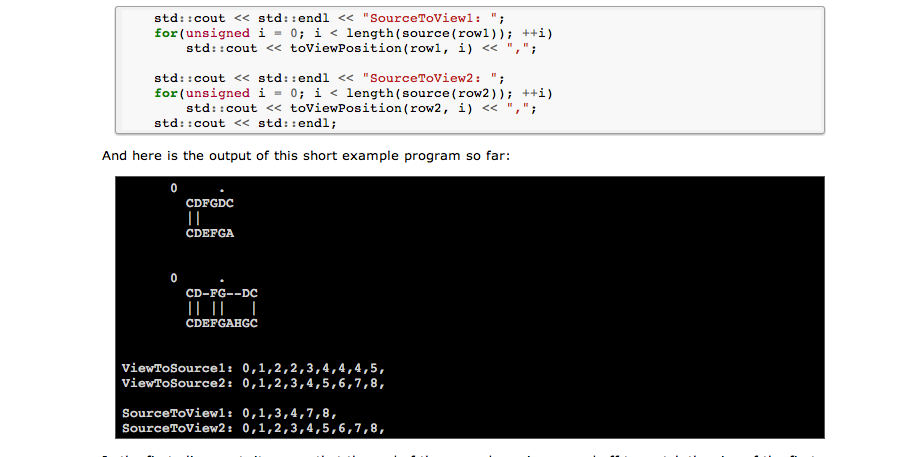 std::cout << std::endl << "SourceToView1: ";
for(unsigned i = 0; i < length(source(row1)); ++i)
    std::cout << toViewPosition(row1, i) << ",";

std::cout << std::endl << "SourceToView2: ";
for(unsigned i = 0; i < length(source(row2)); ++i)
    std::cout << toViewPosition(row2, i) << ",";
std::cout << std::endl;
And here is the output of this short example program so far:
0     .
  CDFGDC
  ||
  CDEFGA

0     .
  CD-FG--DC
  || ||  |
  CDEFGAHGC

ViewToSource1: 0,1,2,2,3,4,4,4,5,
ViewToSource2: 0,1,2,3,4,5,6,7,8,

SourceToView1: 0,1,3,4,7,8,
SourceToView2: 0,1,2,3,4,5,6,7,8,